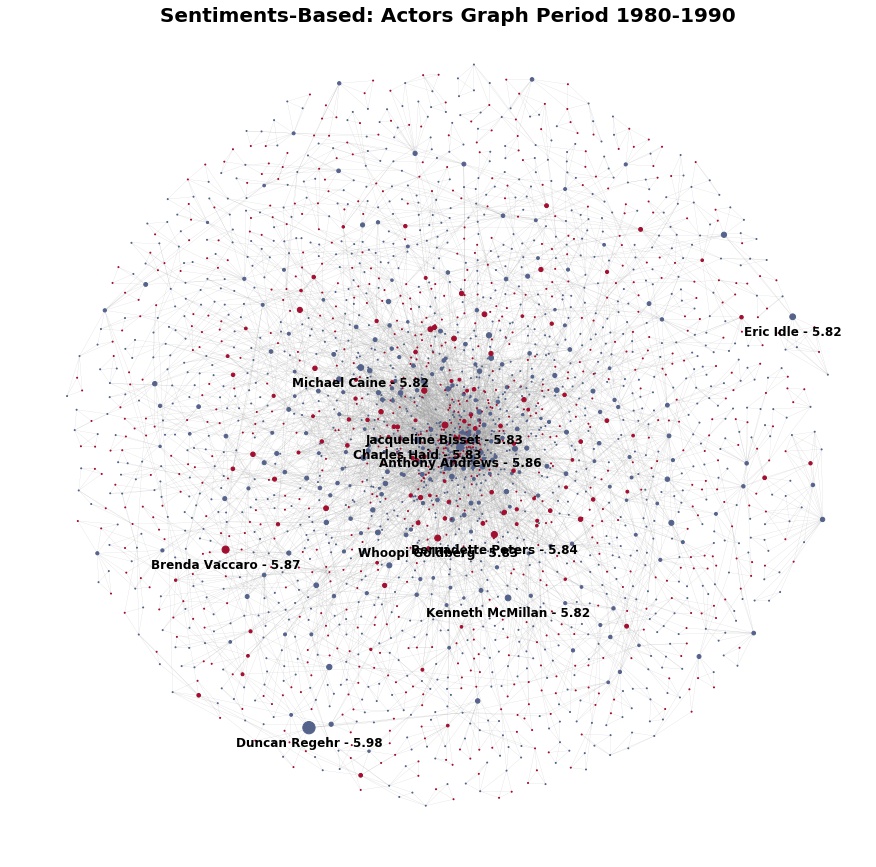 Sentiments-Based: Actors Graph Period 1980-1990
Eric Idle - 5.82
Michael Caine - 5.82
Jacqueline Bisset - 5.83
Charles Haid - 5.83
Anthony Andrews - 5.86
Bernadette Peters - 5.84
Whoopi Goldberg - 5.83
Brenda Vaccaro - 5.87
Kenneth McMillan - 5.82
Duncan Regehr - 5.98